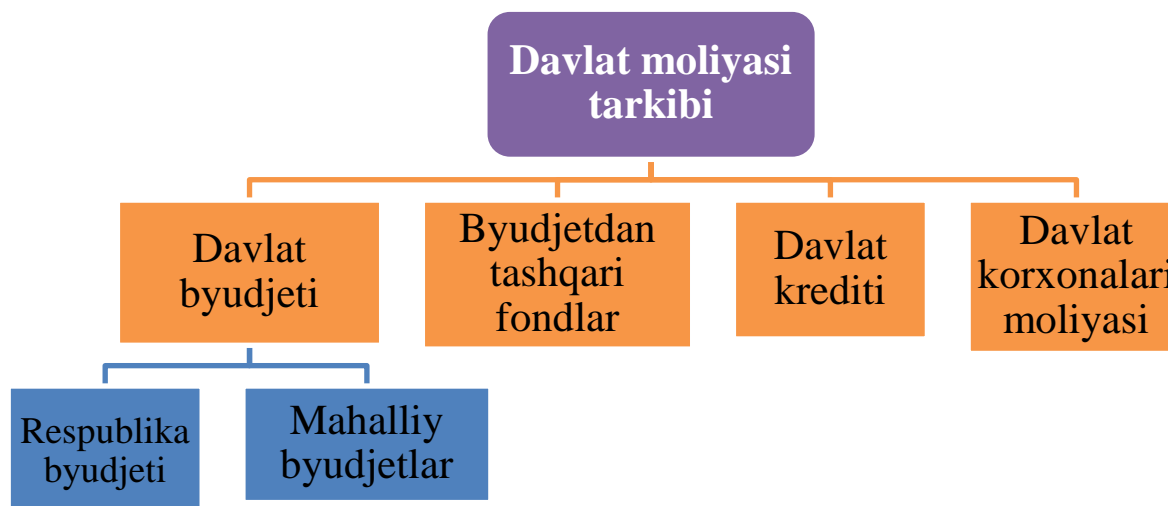 Davlat moliyasi
tarkibi
Davlat
byudjeti
Byudjetdan
tashqari
fondlar
Davlat
krediti
Davlat
korxonalari
moliyasi
Respublika
byudjeti
Mahalliy
byudjetlar